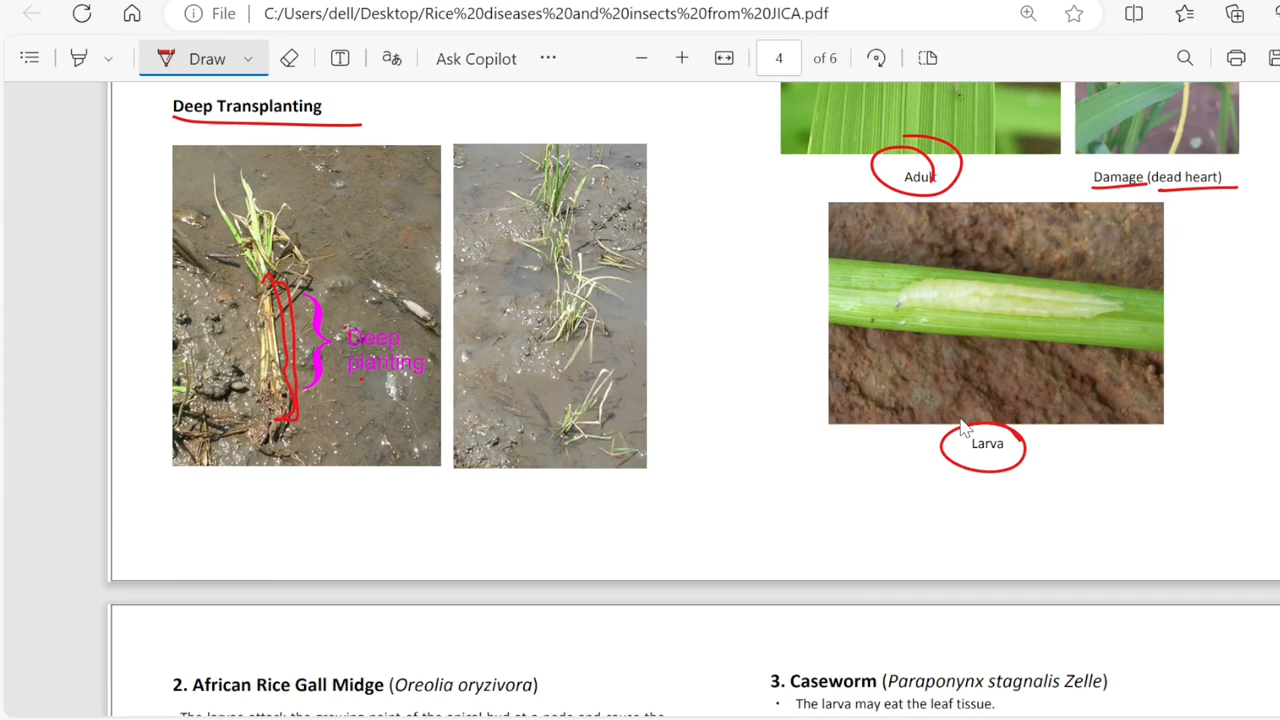 File
C:/Users/dell/Desktop/Rice%20diseases%20and%20insects%20from%20JICA.pdf
Draw
T
aあ
Ask Copilot
4
of 6
Deep Transplanting
Deep
planting
Adult
Damage (dead heart)
Larva
2. African Rice Gall Midge (Oreolia oryzivora)
3. Caseworm (Paraponynx stagnalis Zelle)
• The larva may eat the leaf tissue.